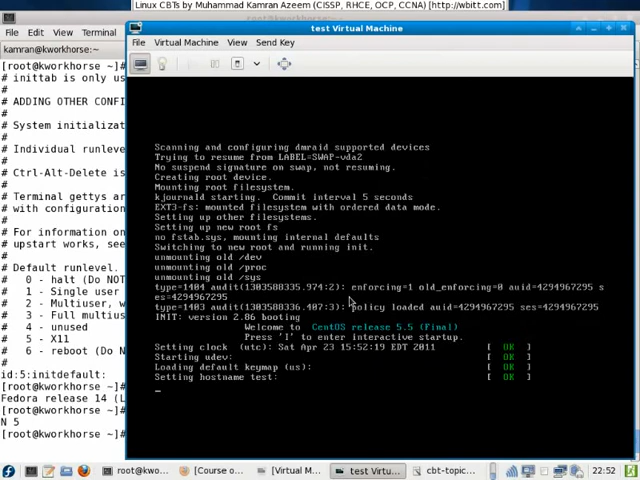 Linux CBTs by Muhammad Kamran Azeem (CISSP, RHCE, OCP, CCNA) [http://wbitt.com]
root@kworkhorse:~
test Virtual Machine
File Edit View Terminal
File Virtual Machine View Send Key
kamran@kworkhorse:~
[root@kworkhorse ~]#
# inittab is only us
#
# ADDING OTHER CONFI
#
# System initializat
#
# Individual runleve
#
# Ctrl-Alt-Delete is
#
# Terminal gettys ar
# with configuration
#
# For information on
# upstart works, see
#
# Default runlevel.
#   0 - halt (Do NOT
#   1 - Single user
#   2 - Multiuser, w
#   3 - Full multius
#   4 - unused
#   5 - X11
#   6 - reboot (Do N
#
id:5:initdefault:
[root@kworkhorse ~]#
Fedora release 14 (L
[root@kworkhorse ~]#
N 5
[root@kworkhorse ~]#
Scanning and configuring dmraid supported devices
Trying to resume from LABEL=SWAP-vda2
No suspend signature on swap, not resuming.
Creating root device.
Mounting root filesystem.
kjournald starting.  Commit interval 5 seconds
EXT3-fs: mounted filesystem with ordered data mode.
Setting up other filesystems.
Setting up new root fs
no fstab.sys, mounting internal defaults
Switching to new root and running init.
unmounting old /dev
unmounting old /proc
unmounting old /sys
type=1404 audit(1303588335.974:2): enforcing=1 old_enforcing=0 auid=4294967295 s
es=4294967295
type=1403 audit(1303588336.407:3): policy loaded auid=4294967295 ses=4294967295
INIT: version 2.86 booting
Welcome to  CentOS release 5.5 (Final)
Press 'I' to enter interactive startup.
Setting clock  (utc): Sat Apr 23 15:52:19 EDT 2011 [ OK ]
Starting udev: [ OK ]
Loading default keymap (us): [ OK ]
Setting hostname test: [ OK ]
root@kwo... [Course o... [Virtual M... test Virtu... cbt-topic... 22:52